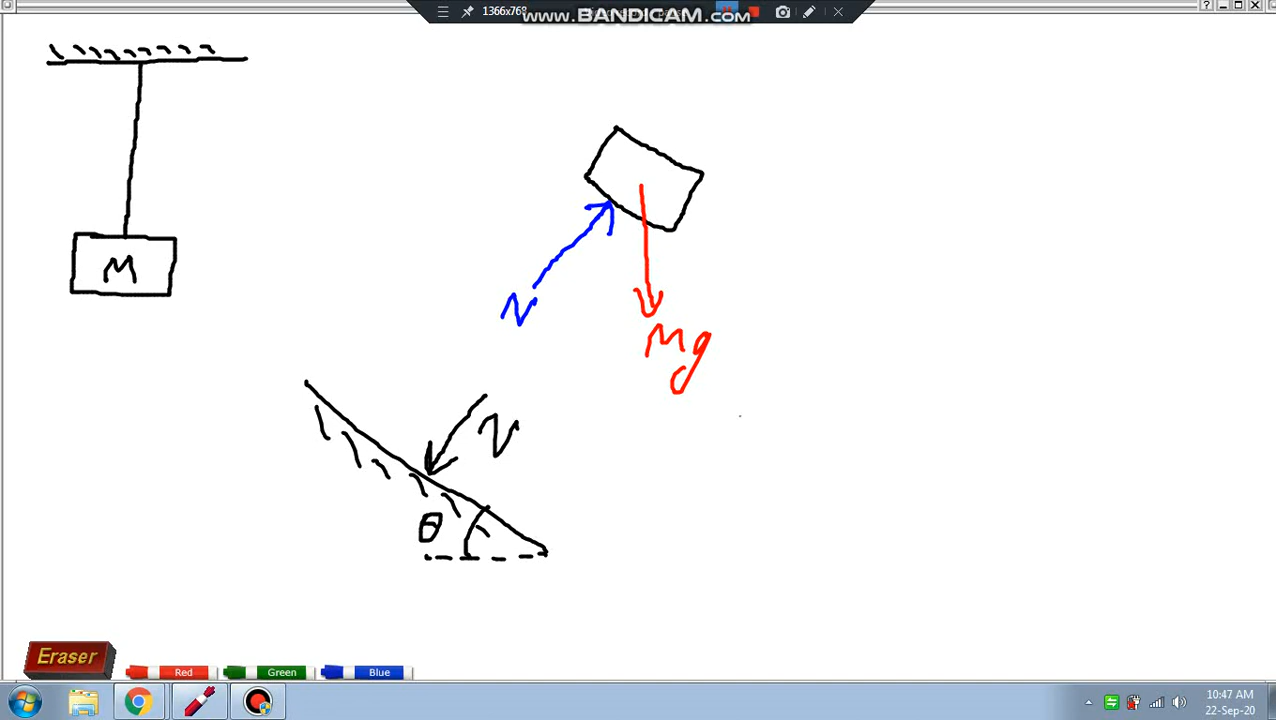 1366x768
www.BANDICAM.com
M
N
Mg
N
θ
Eraser
Red
Green
Blue
10:47 AM
22-Sep-20